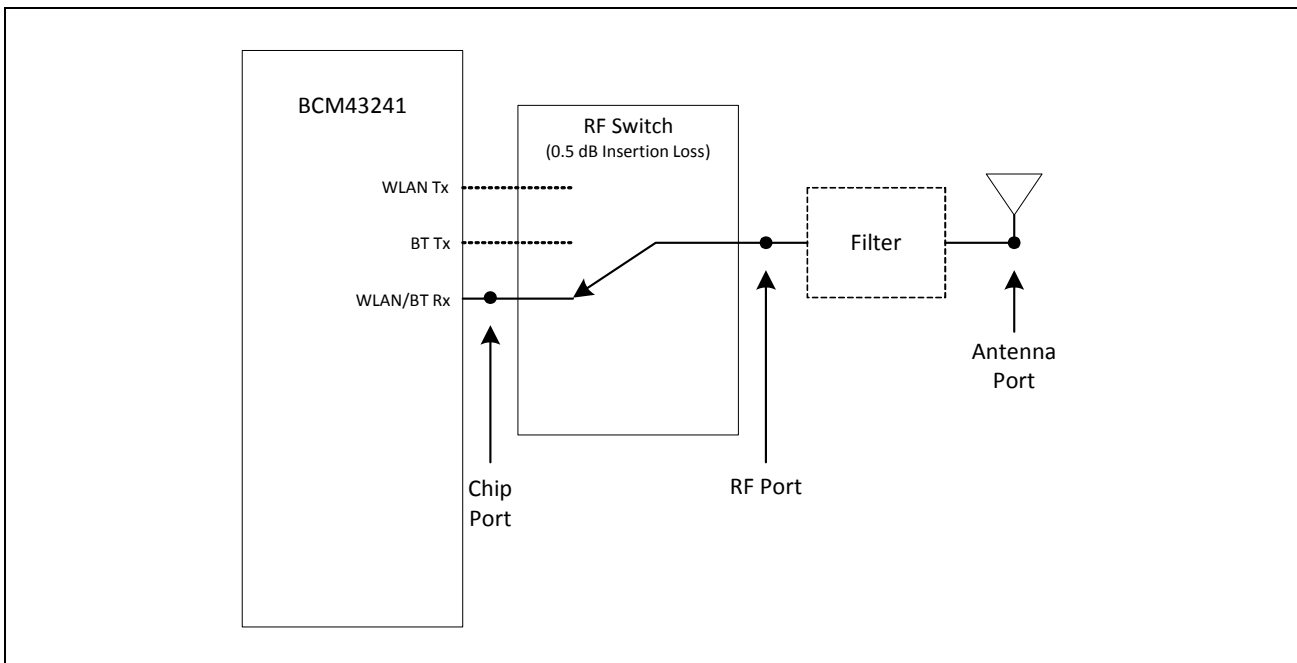 BCM43241
RF Switch
(0.5 dB Insertion Loss)
WLAN Tx
BT Tx
WLAN/BT Rx
Filter
Chip
Port
RF Port
Antenna
Port